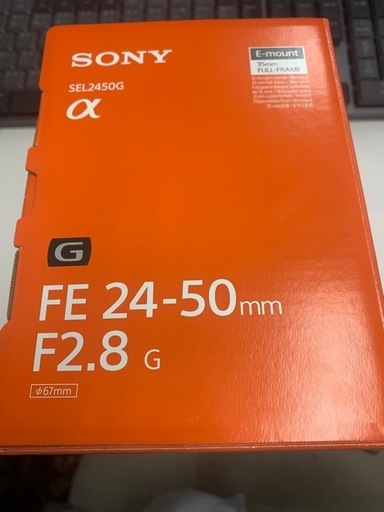 SONY
SEL2450G
α
E-mount
35mm
FULL-FRAME
G
FE 24-50mm
F2.8 G
φ67mm